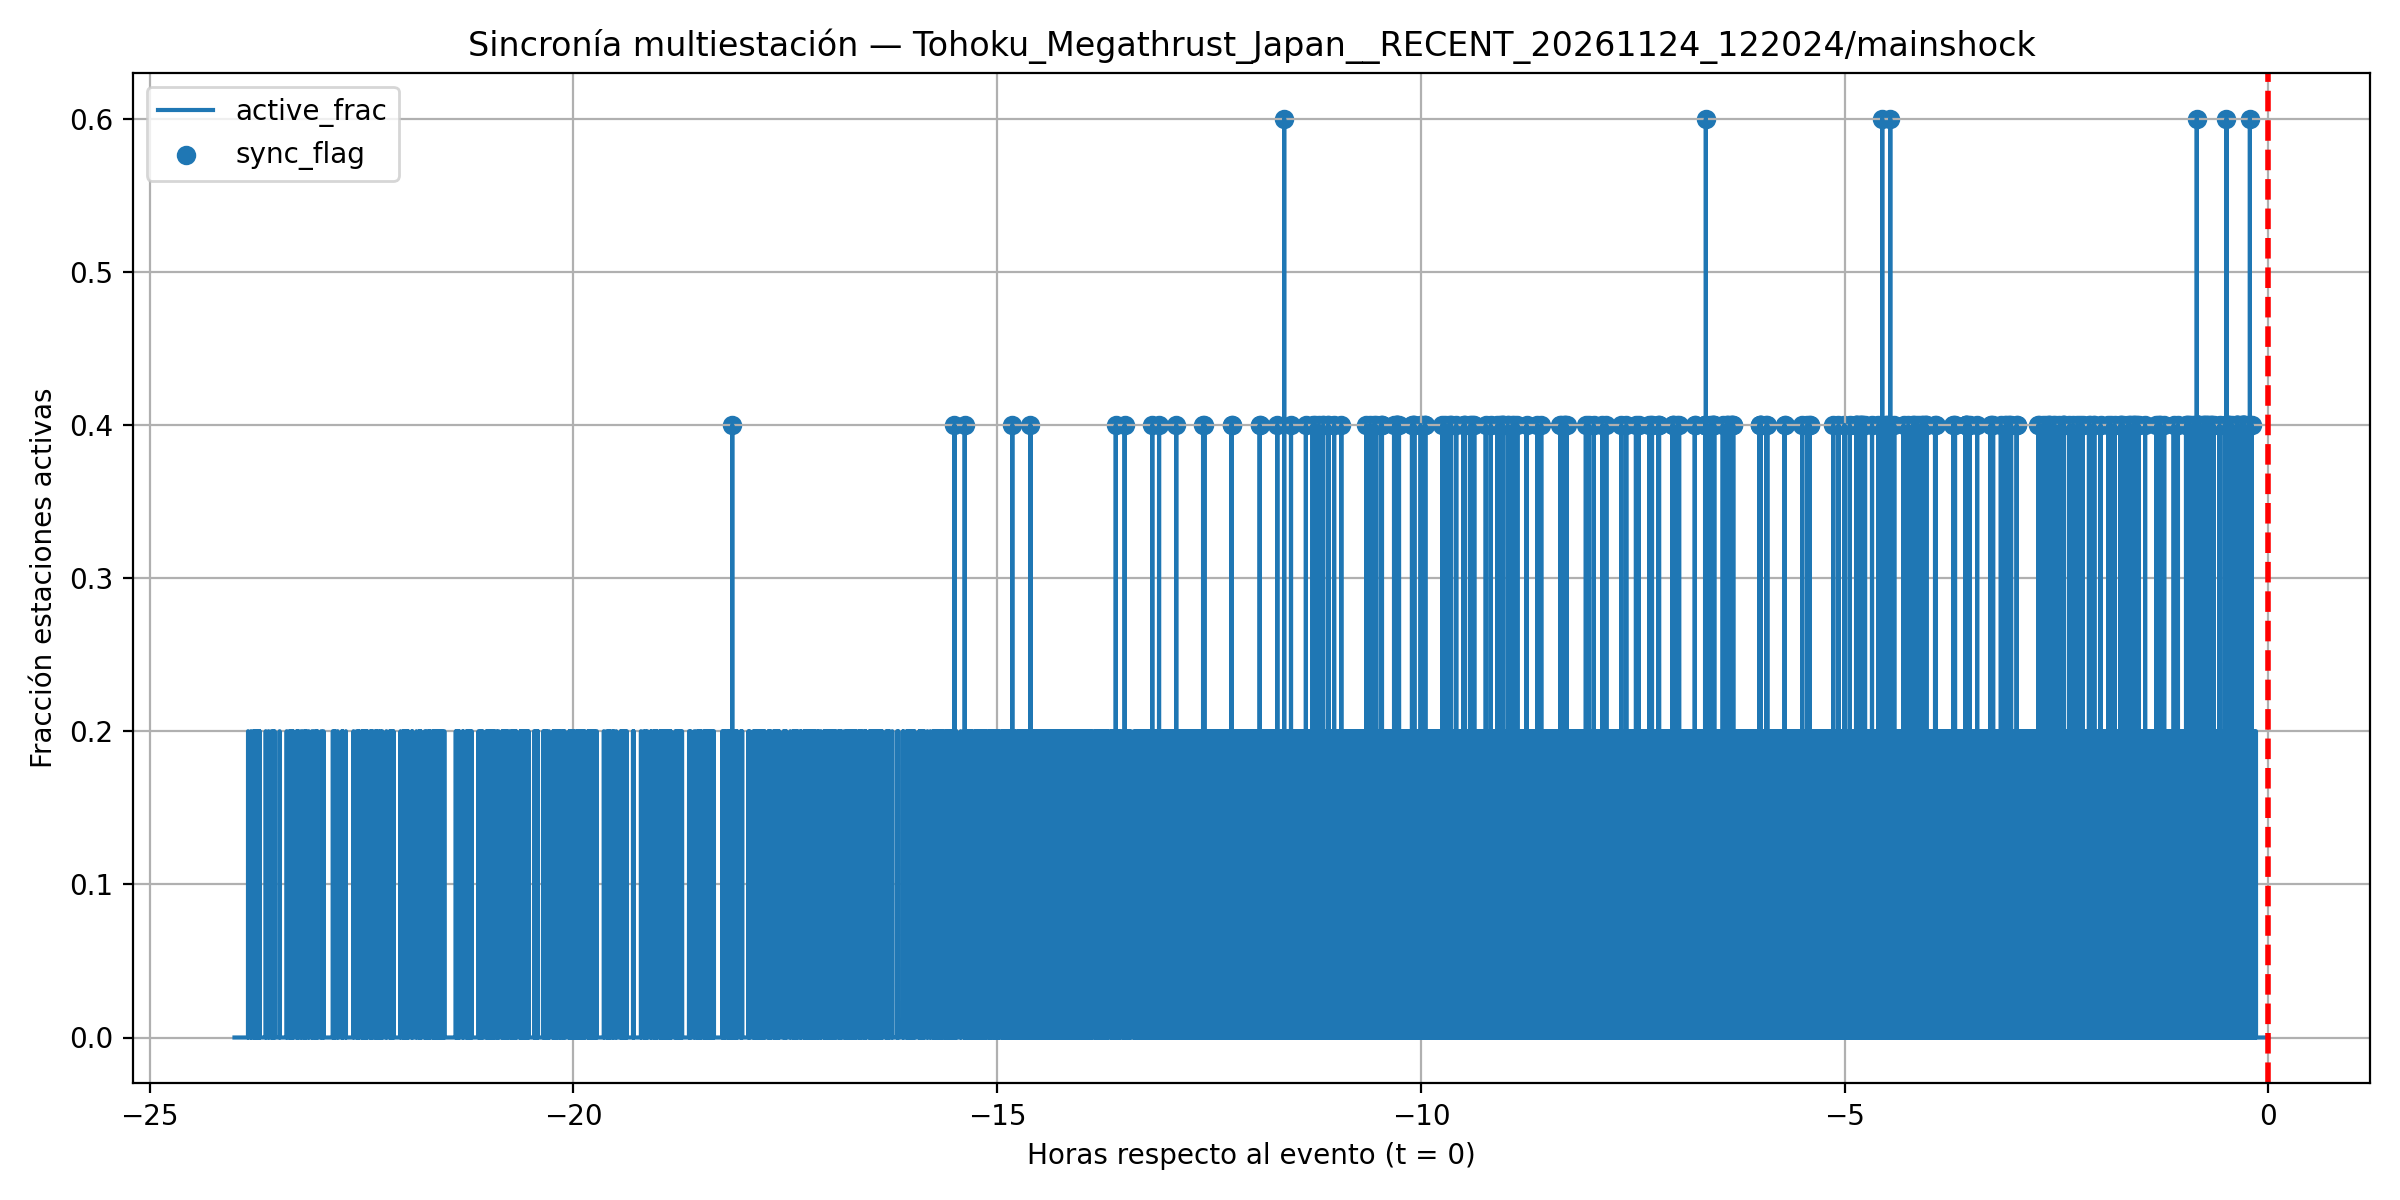 Sincronía multiestación — Tohoku_Megathrust_Japan__RECENT_20261124_122024/mainshock
active_frac
sync_flag
Fracción estaciones activas
0.6
0.5
0.4
0.3
0.2
0.1
0.0
−25
−20
−15
−10
−5
0
Horas respecto al evento (t = 0)